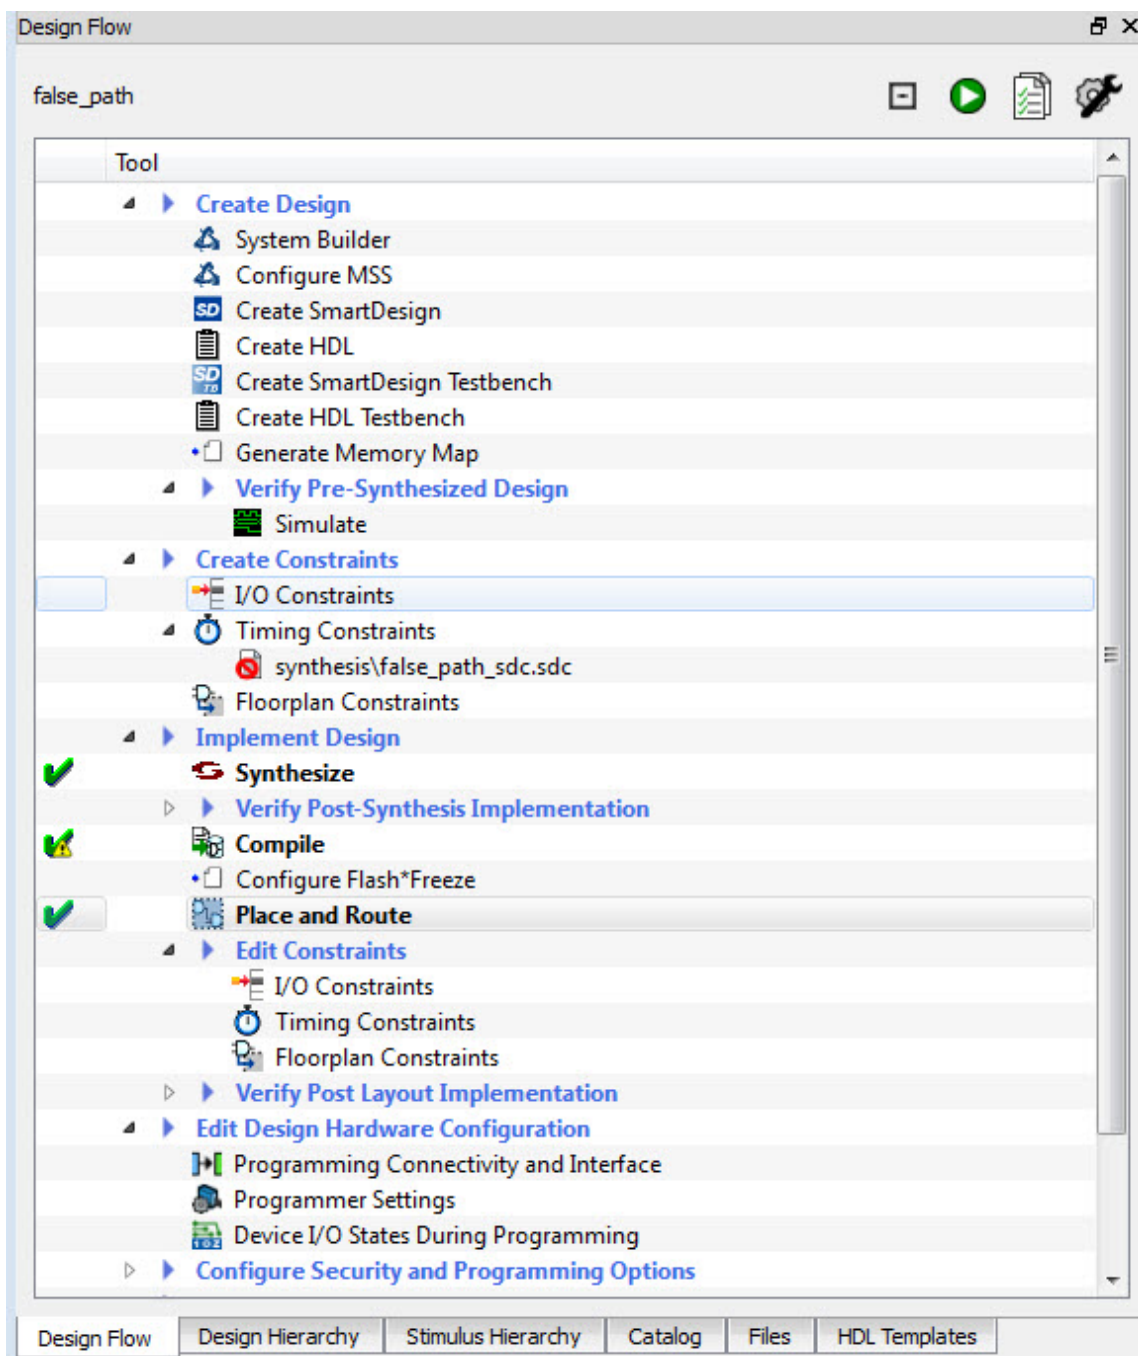 Design Flow
false_path
Tool
Create Design
System Builder
Configure MSS
SD Create SmartDesign
Create HDL
SD TB Create SmartDesign Testbench
Create HDL Testbench
Generate Memory Map
Verify Pre-Synthesized Design
Simulate
Create Constraints
I/O Constraints
Timing Constraints
synthesis\false_path_sdc.sdc
Floorplan Constraints
Implement Design
Synthesize
Verify Post-Synthesis Implementation
Compile
Configure Flash*Freeze
Place and Route
Edit Constraints
I/O Constraints
Timing Constraints
Floorplan Constraints
Verify Post Layout Implementation
Edit Design Hardware Configuration
Programming Connectivity and Interface
Programmer Settings
Device I/O States During Programming
Configure Security and Programming Options
Design Flow Design Hierarchy Stimulus Hierarchy Catalog Files HDL Templates